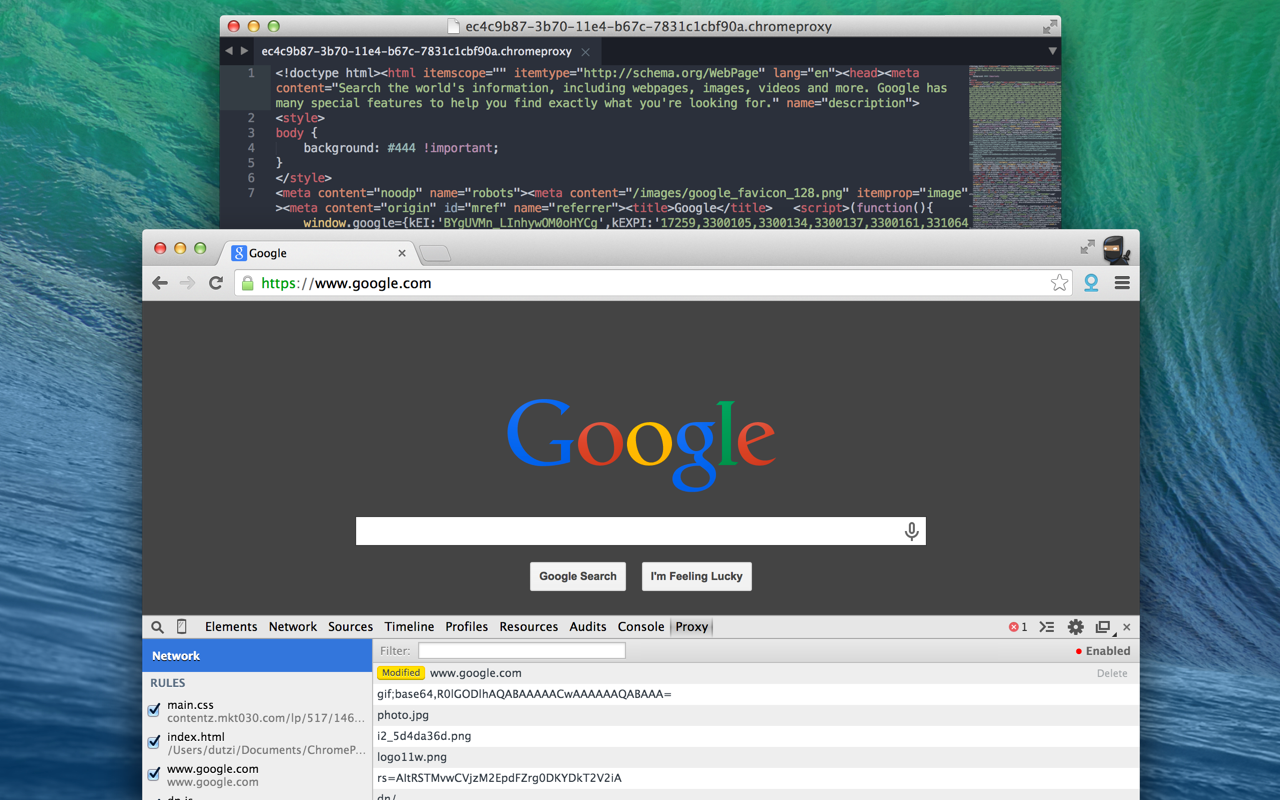 ec4c9b87-3b70-11e4-b67c-7831c1cbf90a.chromeproxy
ec4c9b87-3b70-11e4-b67c-7831c1cbf90a.chromeproxy
1 <!doctype html><html itemscope="" itemtype="http://schema.org/WebPage" lang="en"><head><meta
content="Search the world's information, including webpages, images, videos and more. Google has
many special features to help you find exactly what you're looking for." name="description">
2 <style>
3 body {
4 background: #444 !important;
5 }
6 </style>
7 <meta content="noodp" name="robots"><meta content="/images/google_favicon_128.png" itemprop="image"
><meta content="origin" id="mref" name="referrer"><title>Google</title> <script>(function(){
window.google={kEI:'BYgUVMn_LInhywOM0oHYCg',kEXPI:'17259,3300105,3300134,3300137,3300161,331064
Google
https://www.google.com
Google
Google Search I'm Feeling Lucky
Elements Network Sources Timeline Profiles Resources Audits Console Proxy 1
Network
Filter: Enabled
Modified www.google.com Delete
RULES
gif;base64,R0lGODlhAQABAAAAACwAAAAAAQABAAA=
main.css
contentz.mkt030.com/lp/517/146...
photo.jpg
index.html
/Users/dutzi/Documents/ChromeP...
i2_5d4da36d.png
logo11w.png
www.google.com
www.google.com
rs=AItRSTMvwCVjzM2EpdFZrg0DKYDkT2V2iA
dn.js
dn/